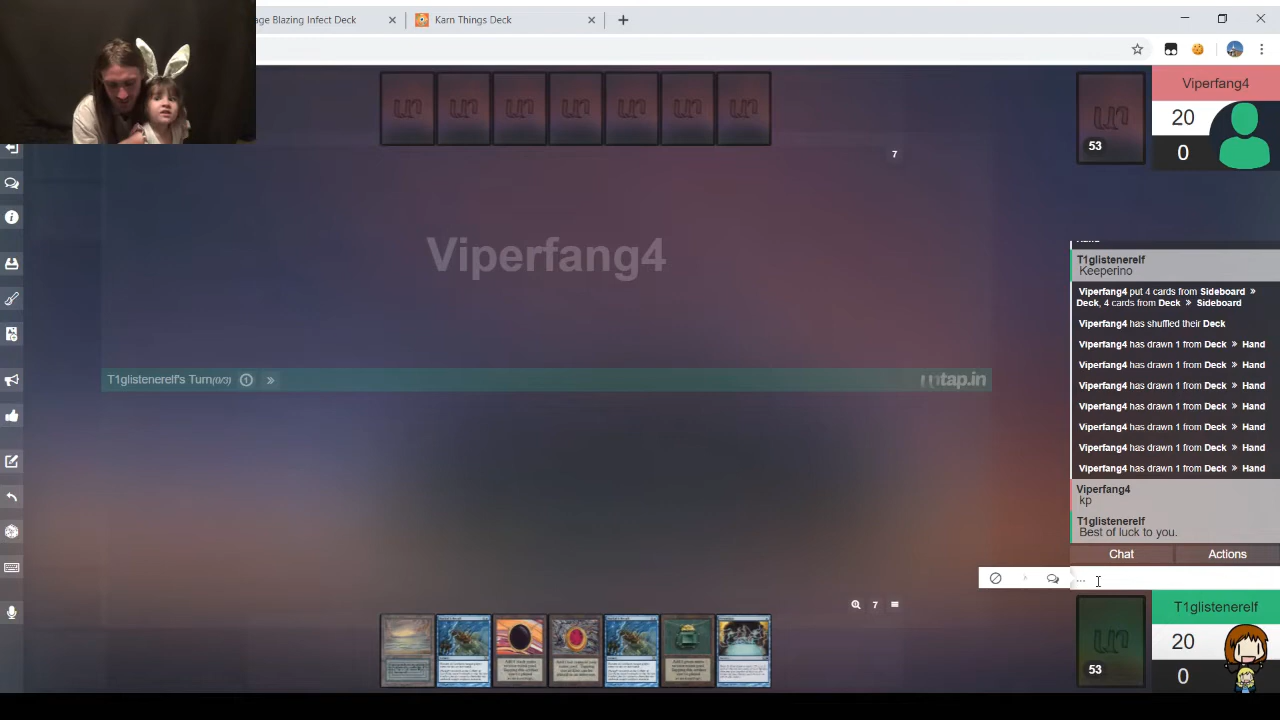 age Blazing Infect Deck
Karn Things Deck
Viperfang4
20
0
53
7
Viperfang4
T1glistenerelf
Keeperino
Viperfang4 put 4 cards from Sideboard »
Deck, 4 cards from Deck » Sideboard
Viperfang4 has shuffled their Deck
Viperfang4 has drawn 1 from Deck » Hand
Viperfang4 has drawn 1 from Deck » Hand
Viperfang4 has drawn 1 from Deck » Hand
Viperfang4 has drawn 1 from Deck » Hand
Viperfang4 has drawn 1 from Deck » Hand
Viperfang4 has drawn 1 from Deck » Hand
Viperfang4 has drawn 1 from Deck » Hand
Viperfang4
kp
T1glistenerelf
Best of luck to you.
T1glistenerelf's Turn(0/3) 1 »
untap.in
Chat
Actions
...
7
T1glistenerelf
20
0
53